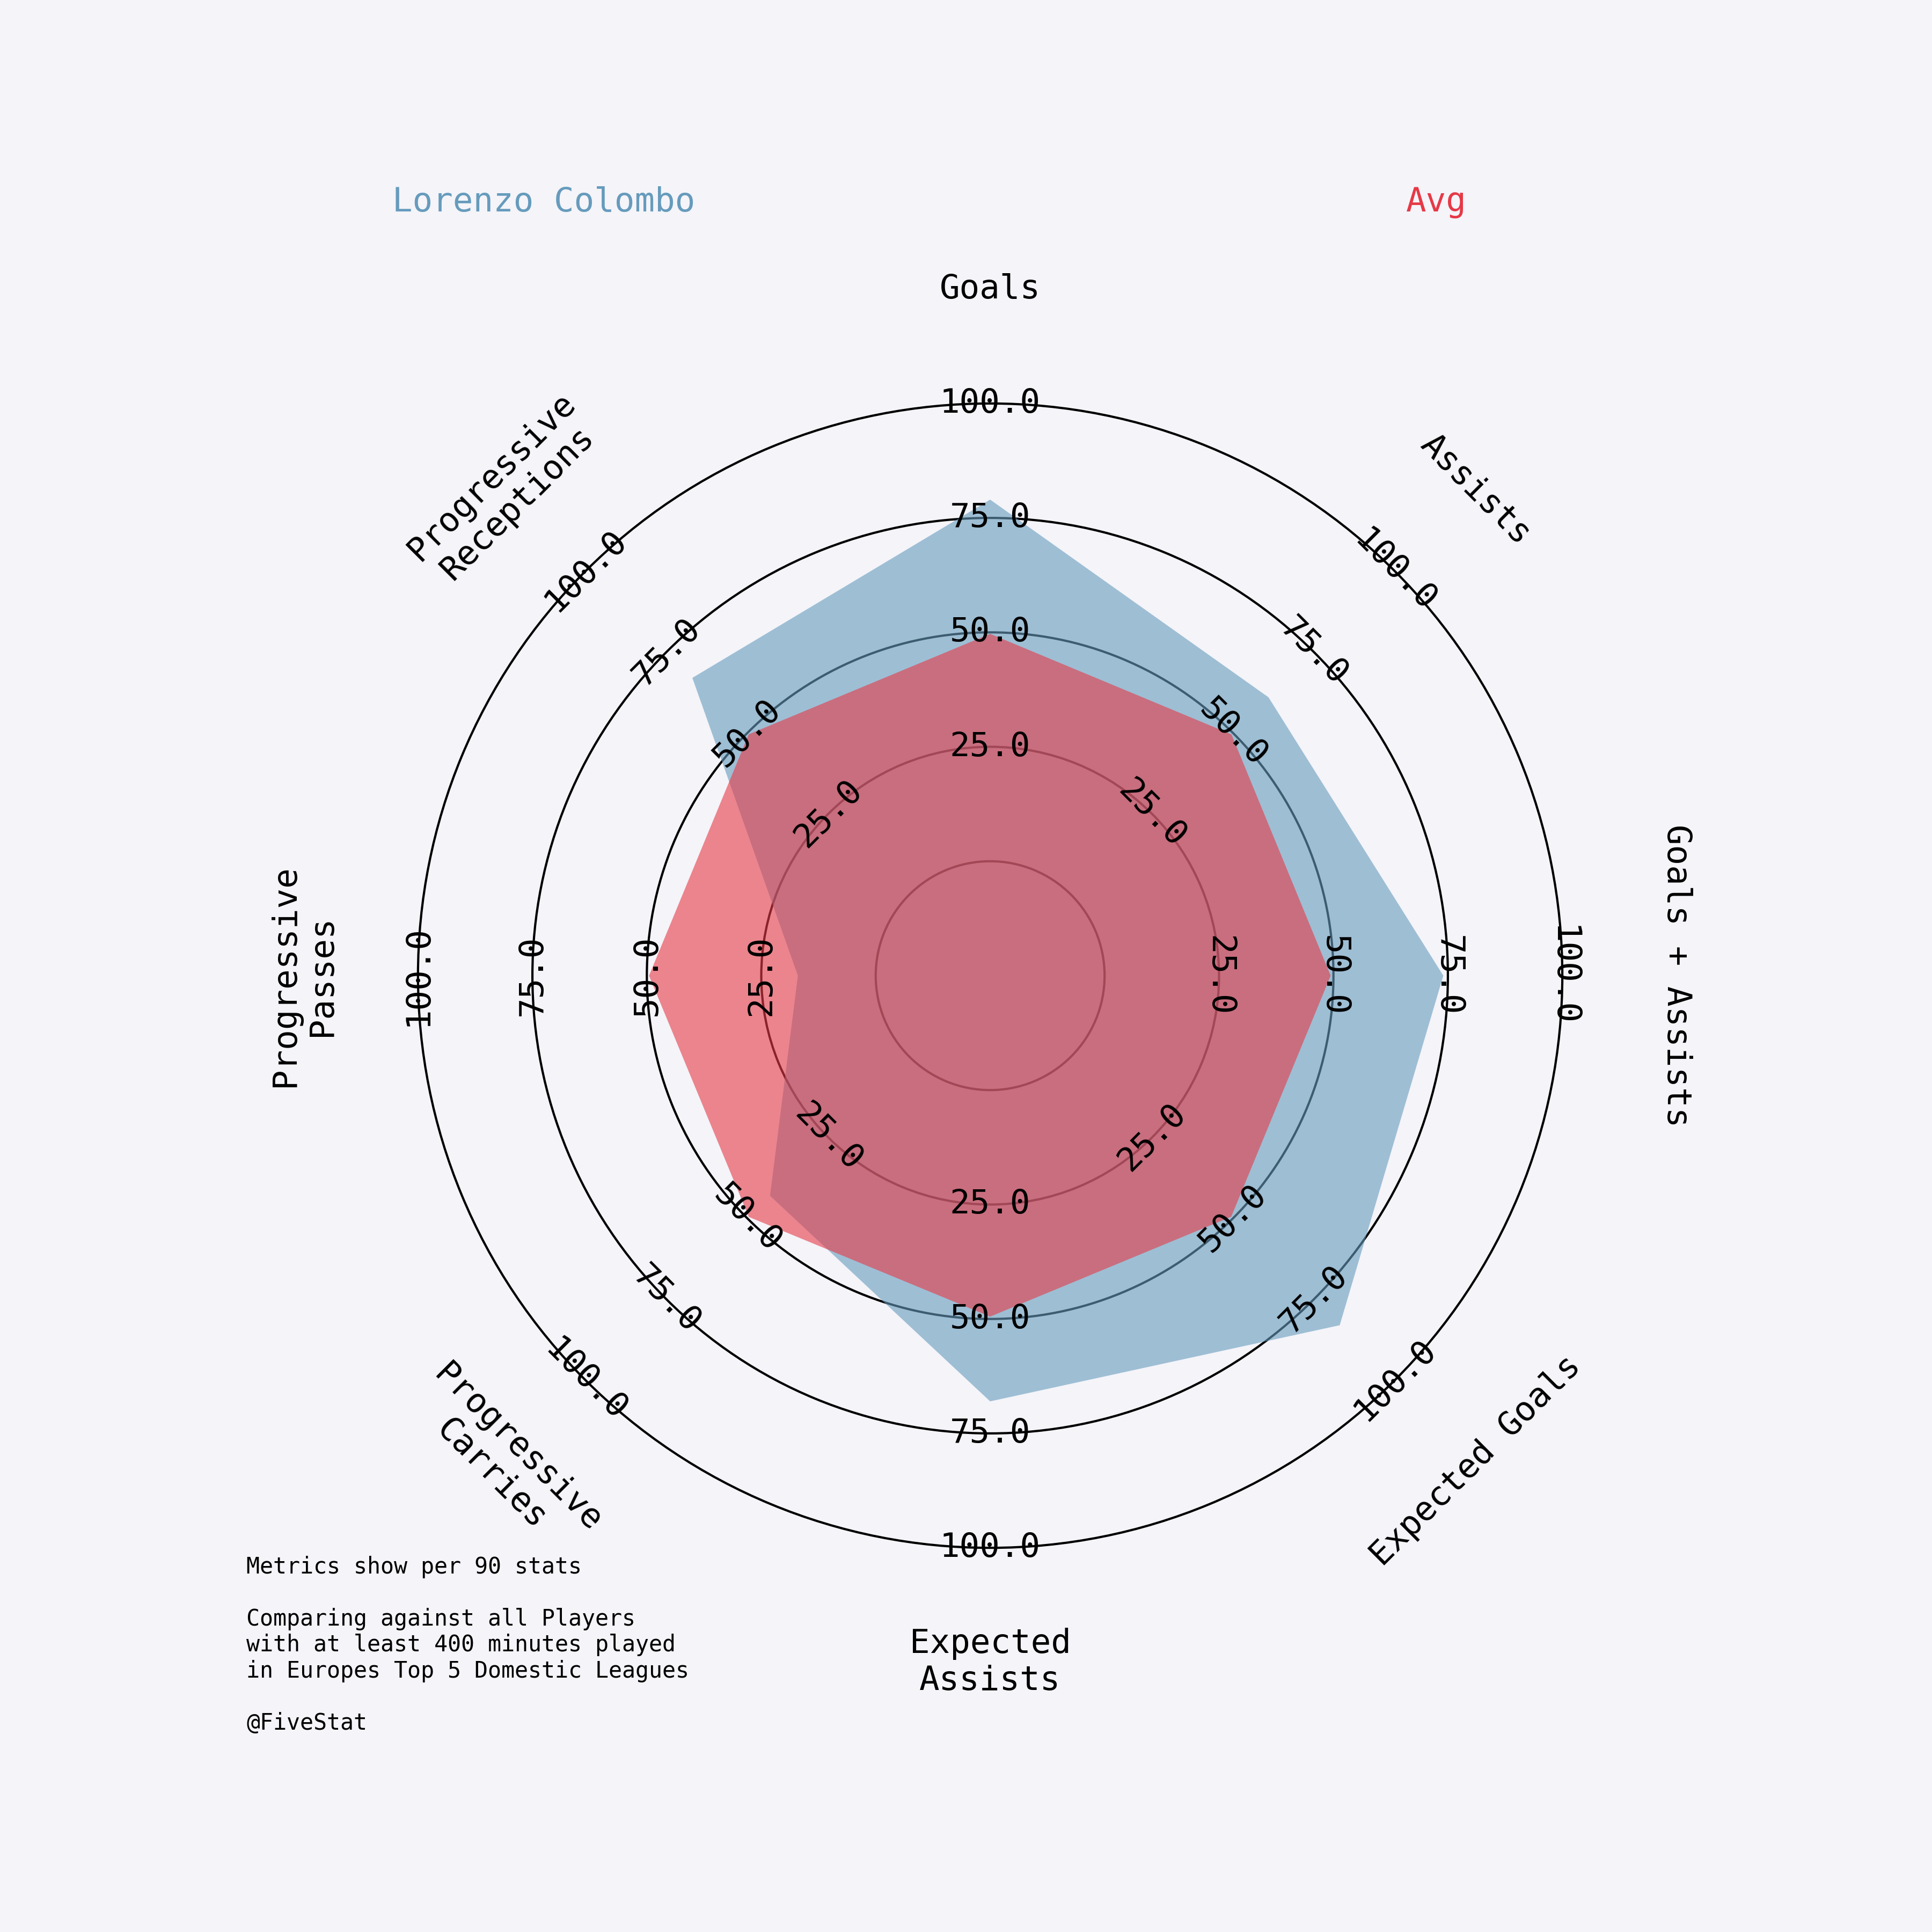 Lorenzo Colombo
Avg
Goals
Assists
Goals + Assists
Expected Goals
Expected
Assists
Progressive
Carries
Progressive
Passes
Progressive
Receptions
25.0
50.0
75.0
100.0
25.0
50.0
75.0
100.0
25.0
50.0
75.0
100.0
25.0
50.0
75.0
100.0
25.0
50.0
75.0
100.0
25.0
50.0
75.0
100.0
25.0
50.0
75.0
100.0
25.0
50.0
75.0
100.0
Metrics show per 90 stats
Comparing against all Players
with at least 400 minutes played
in Europes Top 5 Domestic Leagues
@FiveStat